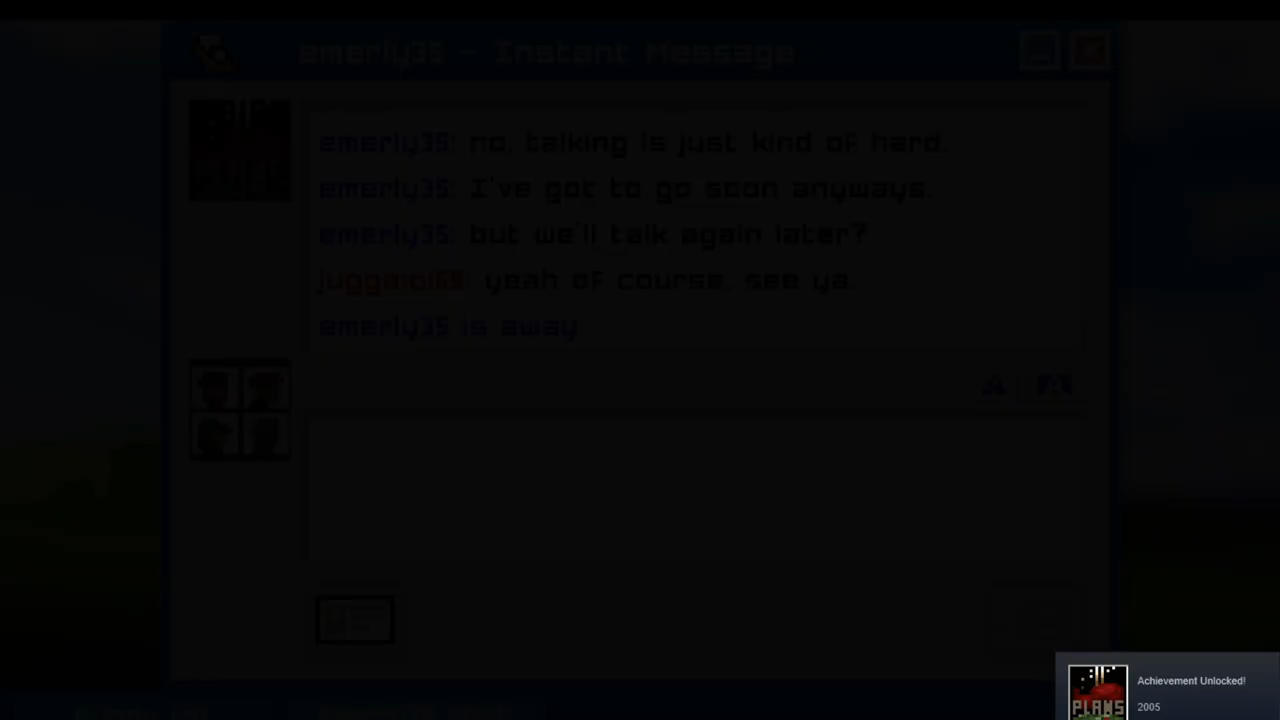 emerly35 - Instant Message
emerly35: no, talking is just kind of hard.
emerly35: I've got to go soon anyways.
emerly35: but we'll talk again later?
juggalol69: yeah of course, see ya.
emerly35 is away
A A
Achievement Unlocked!
PLANS
2005